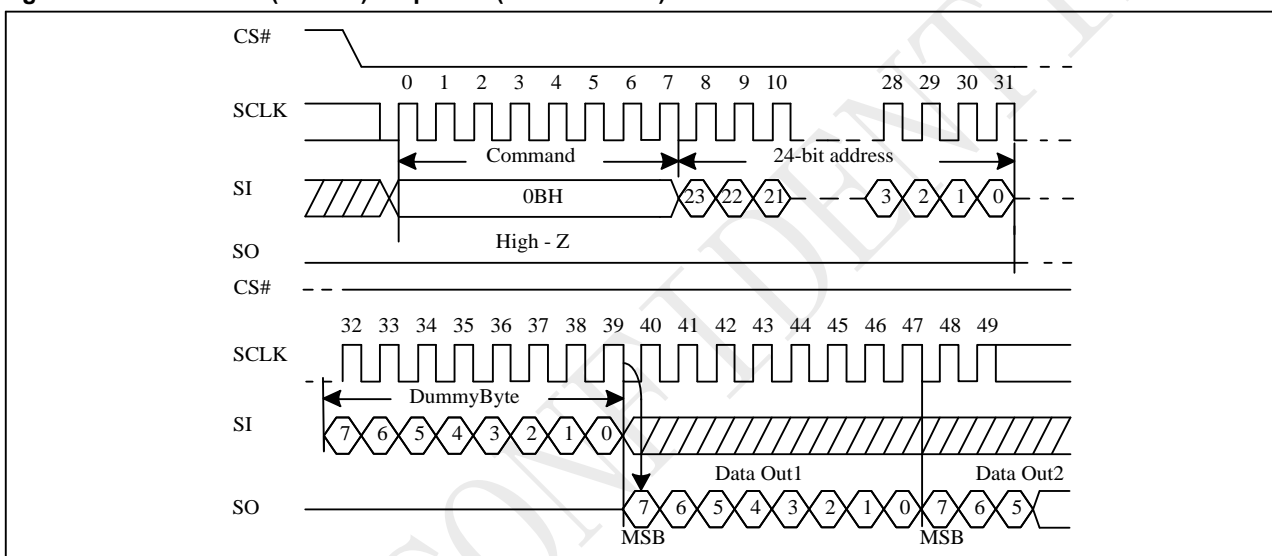 CS#
0 1 2 3 4 5 6 7 8 9 10 28 29 30 31
SCLK
Command 24-bit address
SI 0BH 23 22 21 3 2 1 0
High - Z
SO
CS#
32 33 34 35 36 37 38 39 40 41 42 43 44 45 46 47 48 49
SCLK
DummyByte
SI 7 6 5 4 3 2 1 0
Data Out1 Data Out2
SO 7 6 5 4 3 2 1 0 7 6 5
MSB MSB